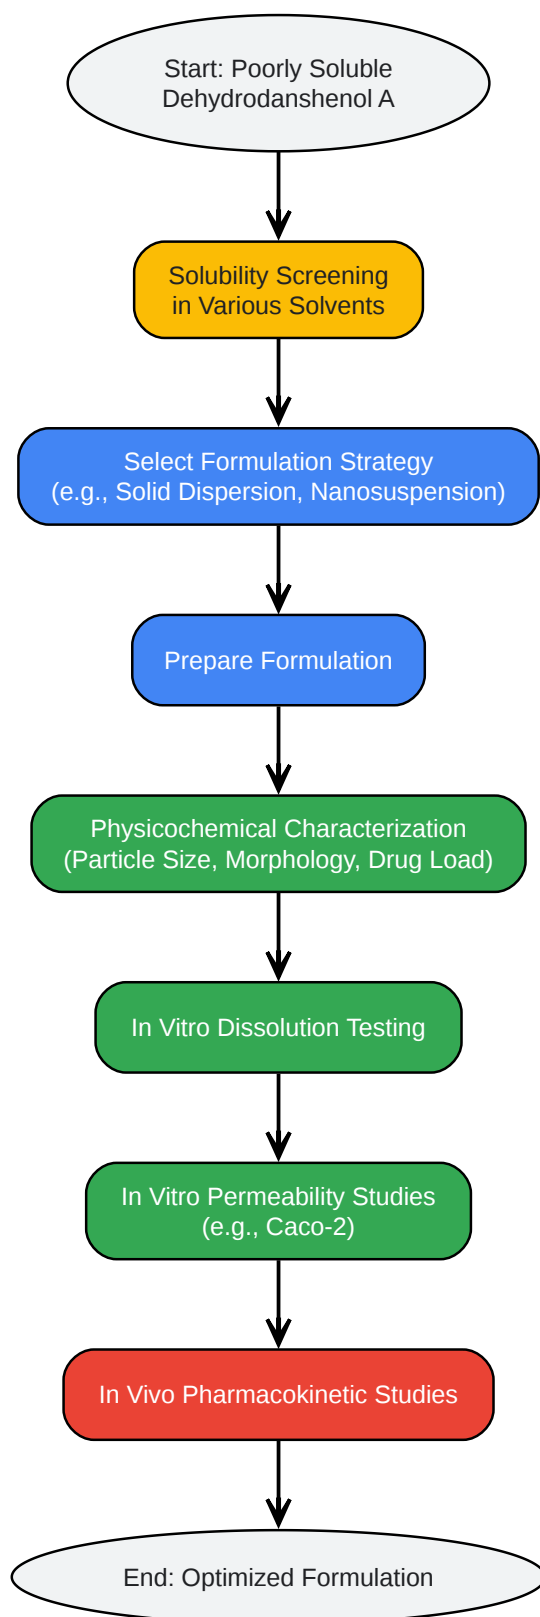 Start: Poorly Soluble
Dehydrodanshenol A
Solubility Screening
in Various Solvents
Select Formulation Strategy
(e.g., Solid Dispersion, Nanosuspension)
Prepare Formulation
Physicochemical Characterization
(Particle Size, Morphology, Drug Load)
In Vitro Dissolution Testing
In Vitro Permeability Studies
(e.g., Caco-2)
In Vivo Pharmacokinetic Studies
End: Optimized Formulation